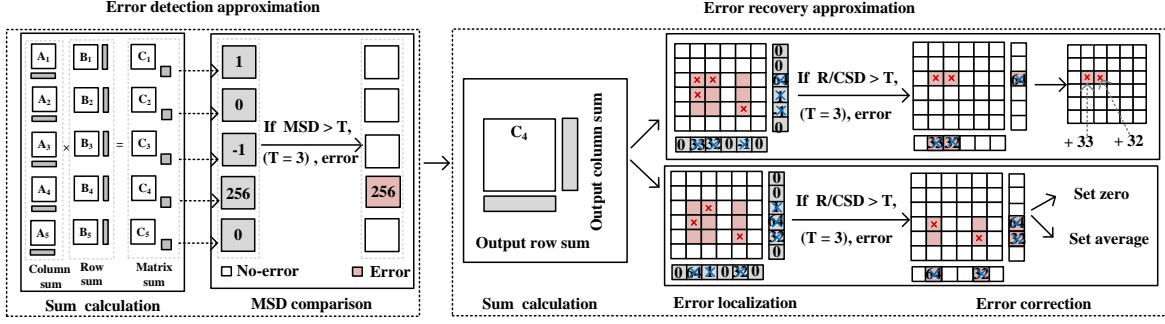 Error detection approximation
Error recovery approximation
A1 B1 C1
A2 B2 C2
A3 × B3 = C3
A4 B4 C4
A5 B5 C5
Column sum
Row sum
Matrix sum
Sum calculation
1
0
-1
256
0
If MSD > T,
(T = 3) , error
256
No-error
Error
MSD comparison
C4
Output column sum
Output row sum
Sum calculation
0
0
64
1
1
0
0 33 32 0 -1 0
If R/CSD > T,
(T = 3), error
64
33 32
+ 33
+ 32
0
0
1
64
32
0
0 64 1 0 32 0
If R/CSD > T,
(T = 3), error
64
32
64 32
Set zero
Set average
Error localization
Error correction